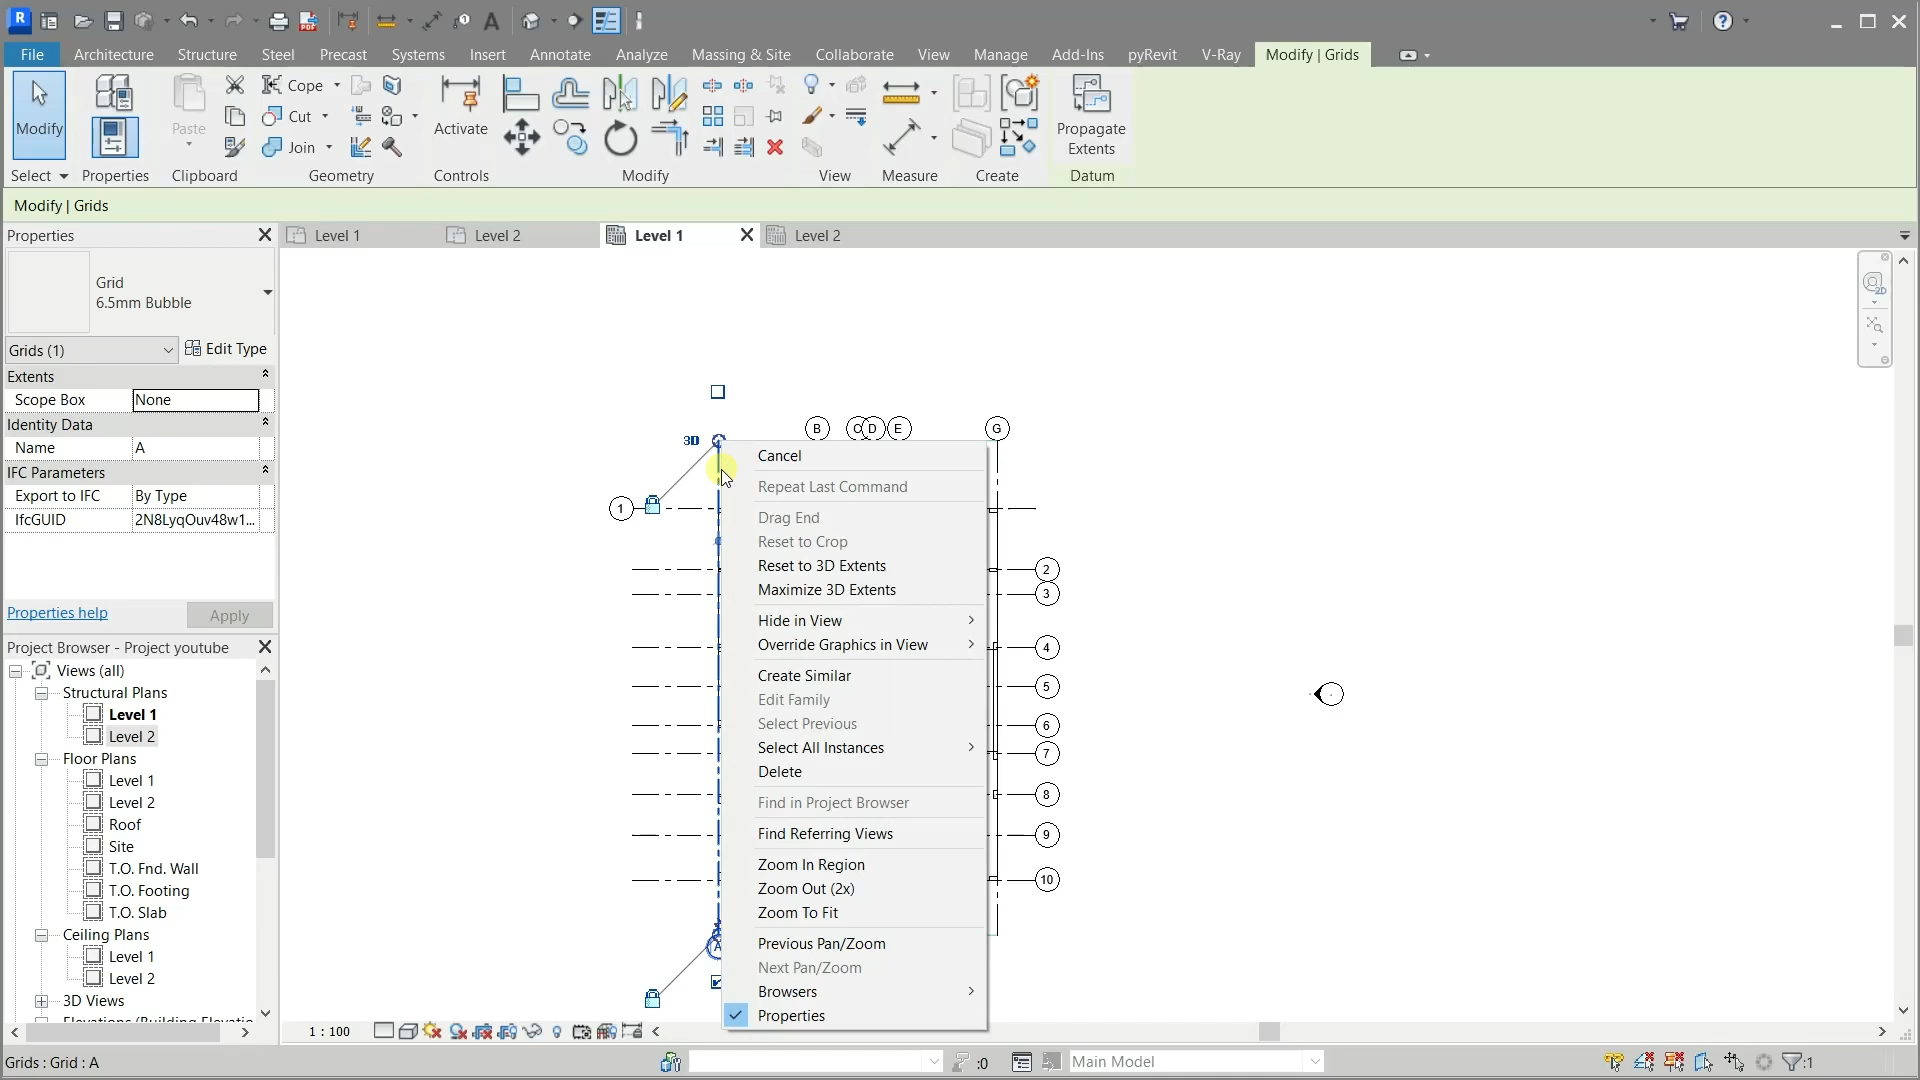 R
A
File
Architecture
Structure
Steel
Precast
Systems
Insert
Annotate
Analyze
Massing & Site
Collaborate
View
Manage
Add-Ins
pyRevit
V-Ray
Modify | Grids
Modify
Paste
Cope
Cut
Join
Activate
Propagate
Extents
Select
Properties
Clipboard
Geometry
Controls
Modify
View
Measure
Create
Datum
Modify | Grids
Properties
Level 1
Level 2
Level 1
Level 2
Grid
6.5mm Bubble
Grids (1)
Edit Type
Extents
Scope Box None
Identity Data
Name A
IFC Parameters
Export to IFC By Type
IfcGUID 2N8LyqOuv48w1...
Properties help
Apply
Project Browser - Project youtube
Views (all)
Structural Plans
Level 1
Level 2
Floor Plans
Level 1
Level 2
Roof
Site
T.O. Fnd. Wall
T.O. Footing
T.O. Slab
Ceiling Plans
Level 1
Level 2
3D Views
Elevations (Building Elevatio
2D
3D
B C D E G
1
2
3
4
5
6
7
8
9
10
A
Cancel
Repeat Last Command
Drag End
Reset to Crop
Reset to 3D Extents
Maximize 3D Extents
Hide in View
Override Graphics in View
Create Similar
Edit Family
Select Previous
Select All Instances
Delete
Find in Project Browser
Find Referring Views
Zoom In Region
Zoom Out (2x)
Zoom To Fit
Previous Pan/Zoom
Next Pan/Zoom
Browsers
Properties
1 : 100
Grids : Grid : A
:0
Main Model
:1